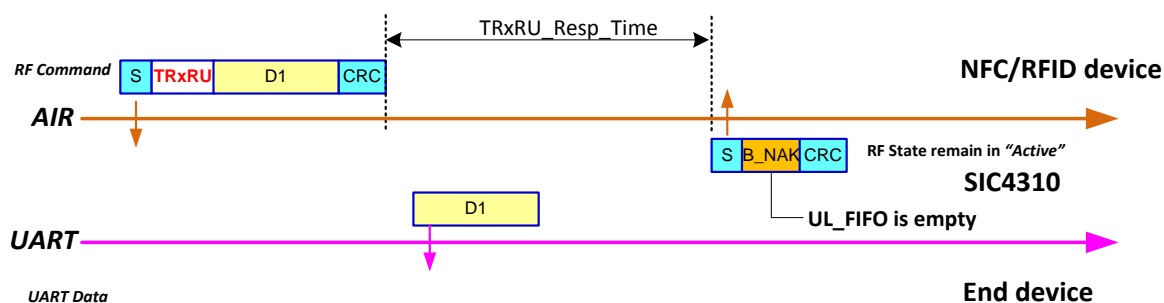 TRxRU_Resp_Time
RF Command
S TRxRU D1 CRC
NFC/RFID device
AIR
S B_NAK CRC
RF State remain in “Active”
SIC4310
D1
UL_FIFO is empty
UART
UART Data
End device